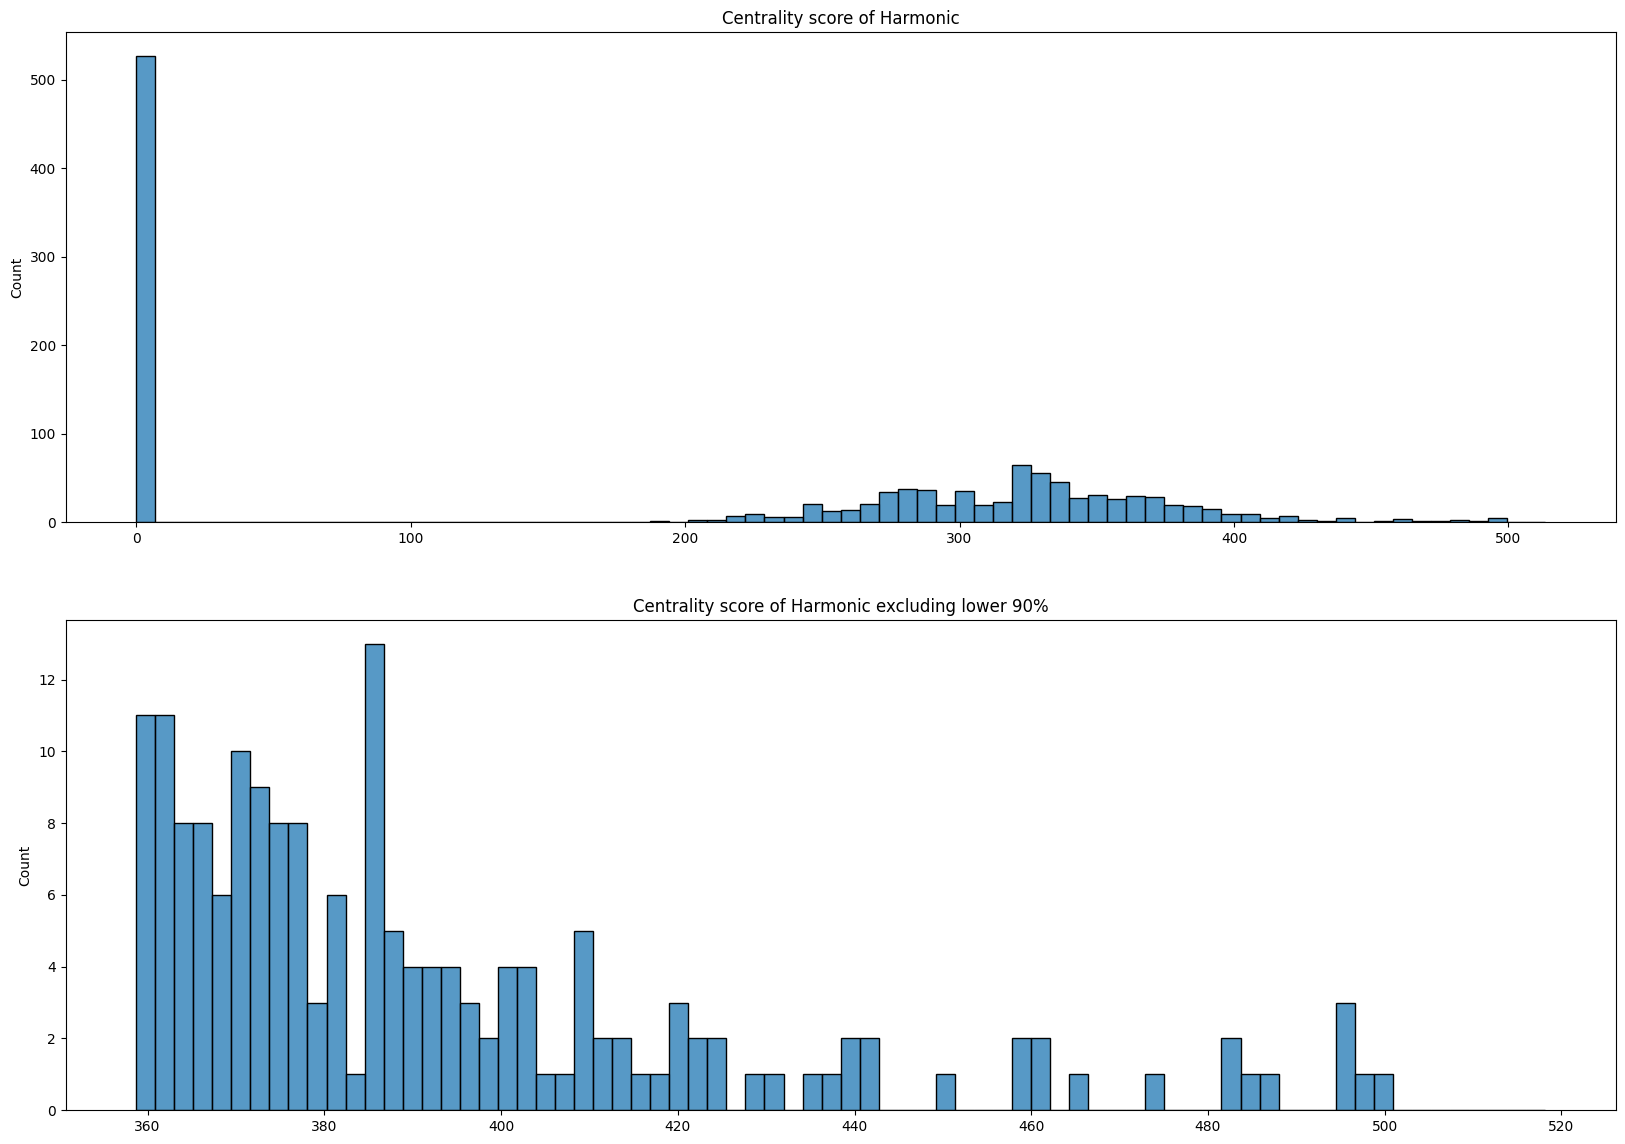 Centrality score of Harmonic
Count
500
400
300
200
100
0
0 100 200 300 400 500
Centrality score of Harmonic excluding lower 90%
Count
12
10
8
6
4
2
0
360 380 400 420 440 460 480 500 520